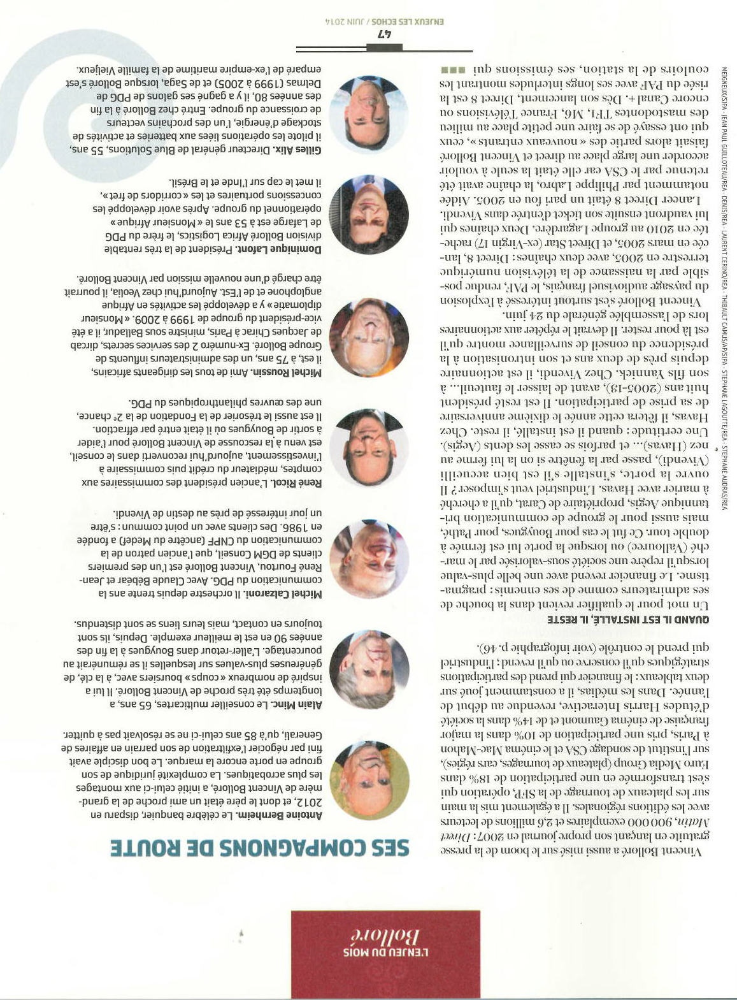 L'ENJEU DU MOIS
Bolloré
Vincent Bolloré a aussi misé sur le boom de la presse
gratuite en lançant son propre journal en 2007 : Direct
Matin, 900 000 exemplaires et 2,6 millions de lecteurs
avec les éditions régionales. Il a également mis la main
sur les plateaux de tournage de la SFP, opération qui
s'est transformée en une participation de 18% dans
Euro Media Group (plateaux de tournages, cars régies),
sur l'institut de sondage CSA et le cinéma Mac-Mahon
à Paris, pris une participation de 10% dans la major
française de cinéma Gaumont et de 14% dans la société
d'études Harris Interactive, revendue au début de
l'année. Dans les médias, il a constamment joué sur
deux tableaux : le financier qui prend des participations
stratégiques qu'il conserve ou qu'il revend ; l'industriel
qui prend le contrôle (voir infographie p. 46).
QUAND IL EST INSTALLÉ, IL RESTE
Un mot pour le qualifier revient dans la bouche de
ses admirateurs comme de ses ennemis : pragma-
tisme. Le financier revend avec une belle plus-value
lorsqu'il repère une société sous-valorisée par le mar-
ché (Vallourec) ou lorsque la porte lui est fermée à
double tour. Ce fut le cas pour Bouygues, pour Pathé,
mais aussi pour le groupe de communication bri-
tannique Aegis, propriétaire de Carat, qu'il a cherché
à marier avec Havas. L'industriel veut s'imposer ? Il
ouvre la porte, s'installe s'il est bien accueilli
(Vivendi), passe par la fenêtre si on la lui ferme au
nez (Havas)... et parfois se casse les dents (Aegis).
Une certitude : quand il est installé, il reste. Chez
Havas, il fêtera cette année le dixième anniversaire
de sa prise de participation. Il est resté président
huit ans (2005-13), avant de laisser le fauteuil... à
son fils Yannick. Chez Vivendi, il est actionnaire
depuis près de deux ans et son intronisation à la
présidence du conseil de surveillance montre qu'il
est là pour rester. Il devrait le répéter aux actionnaires
lors de l'assemblée générale du 24 juin.
Vincent Bolloré s'est surtout intéressé à l'explosion
du paysage audiovisuel français, le PAF, rendue pos-
sible par la naissance de la télévision numérique
terrestre en 2005, avec deux chaînes : Direct 8, lan-
cée en mars 2005, et Direct Star (ex-Virgin 17) rache-
tée en 2010 au groupe Lagardère. Deux chaînes qui
lui vaudront ensuite son ticket d'entrée dans Vivendi.
Lancer Direct 8 était un pari fou en 2005. Aidée
notamment par Philippe Labro, la chaîne avait été
retenue par le CSA car elle était la seule à vouloir
accorder une large place au direct et Vincent Bolloré
faisait alors partie des « nouveaux entrants », ceux
qui ont essayé de se faire une petite place au milieu
des mastodontes TF1, M6, France Télévisions ou
encore Canal +. Dès son lancement, Direct 8 est la
risée du PAF avec ses longs interludes montrant les
couloirs de la station, ses émissions qui
SES COMPAGNONS DE ROUTE
Antoine Bernheim. Le célèbre banquier, disparu en
2012, et dont le père était un ami proche de la grand-
mère de Vincent Bolloré, a initié celui-ci aux montages
les plus acrobatiques. La complexité juridique de son
groupe en porte encore la marque. Le bon disciple avait
fini par négocier l'exfiltration de son parrain en affaires de
Generali, qu'à 85 ans celui-ci ne se résolvait pas à quitter.
Alain Minc. Le conseiller multicartes, 65 ans, a
longtemps été très proche de Vincent Bolloré. Il lui a
inspiré de nombreux « coups » boursiers avec, à la clé, de
généreuses plus-values sur lesquelles il se rémunérait au
pourcentage. L'aller-retour dans Bouygues à la fin des
années 90 en est le meilleur exemple. Depuis, ils sont
toujours en contact, mais leurs liens se sont distendus.
Michel Calzaroni. Il orchestre depuis trente ans la
communication du PDG. Avec Claude Bébéar et Jean-
René Fourtou, Vincent Bolloré est l'un des premiers
clients de DGM Conseil, que l'ancien patron de la
communication du CNPF (ancêtre du Medef) a fondée
en 1986. Des clients avec un point commun : s'être
un jour intéressé de près au destin de Vivendi.
René Ricol. L'ancien président des commissaires aux
comptes, médiateur du crédit puis commissaire à
l'investissement, aujourd'hui reconverti dans le conseil,
est venu à la rescousse de Vincent Bolloré pour l'aider
à sortir de Bouygues où il était entré par effraction.
Il est aussi le trésorier de la Fondation de la 2e chance,
une des œuvres philanthropiques du PDG.
Michel Roussin. Ami de tous les dirigeants africains,
il est, à 75 ans, un des administrateurs influents de
Groupe Bolloré. Ex-numéro 2 des services secrets, dircab
de Jacques Chirac à Paris, ministre sous Balladur, il a été
vice-président du groupe de 1999 à 2009. « Monsieur
diplomatie » y a développé les activités en Afrique
anglophone et de l'Est. Aujourd'hui chez Veolia, il pourrait
être chargé d'une nouvelle mission par Vincent Bolloré.
Dominique Lafont. Président de la très rentable
division Bolloré Africa Logistics, le frère du PDG
de Lafarge est à 53 ans le « Monsieur Afrique »
opérationnel du groupe. Après avoir développé les
concessions portuaires et les « corridors de fret »,
il met le cap sur l'Inde et le Brésil.
Gilles Alix. Directeur général de Blue Solutions, 55 ans,
il pilote les opérations liées aux batteries et activités de
stockage d'énergie, l'un des prochains vecteurs
de croissance du groupe. Entré chez Bolloré à la fin
des années 80, il y a gagné ses galons de PDG de
Delmas (1999 à 2005) et de Saga, lorsque Bolloré s'est
emparé de l'ex-empire maritime de la famille Vieljeux.
47
ENJEUX LES ECHOS / JUIN 2014
MEIGNEUX/SIPA - JEAN PAUL GUILLOTEAU/REA - DENIS/REA - LAURENT CERINO/REA - THIBAULT CAMUS/AP/SIPA - STEPHANE LAGOUTTE/REA - STEPHANE AUDRAS/REA